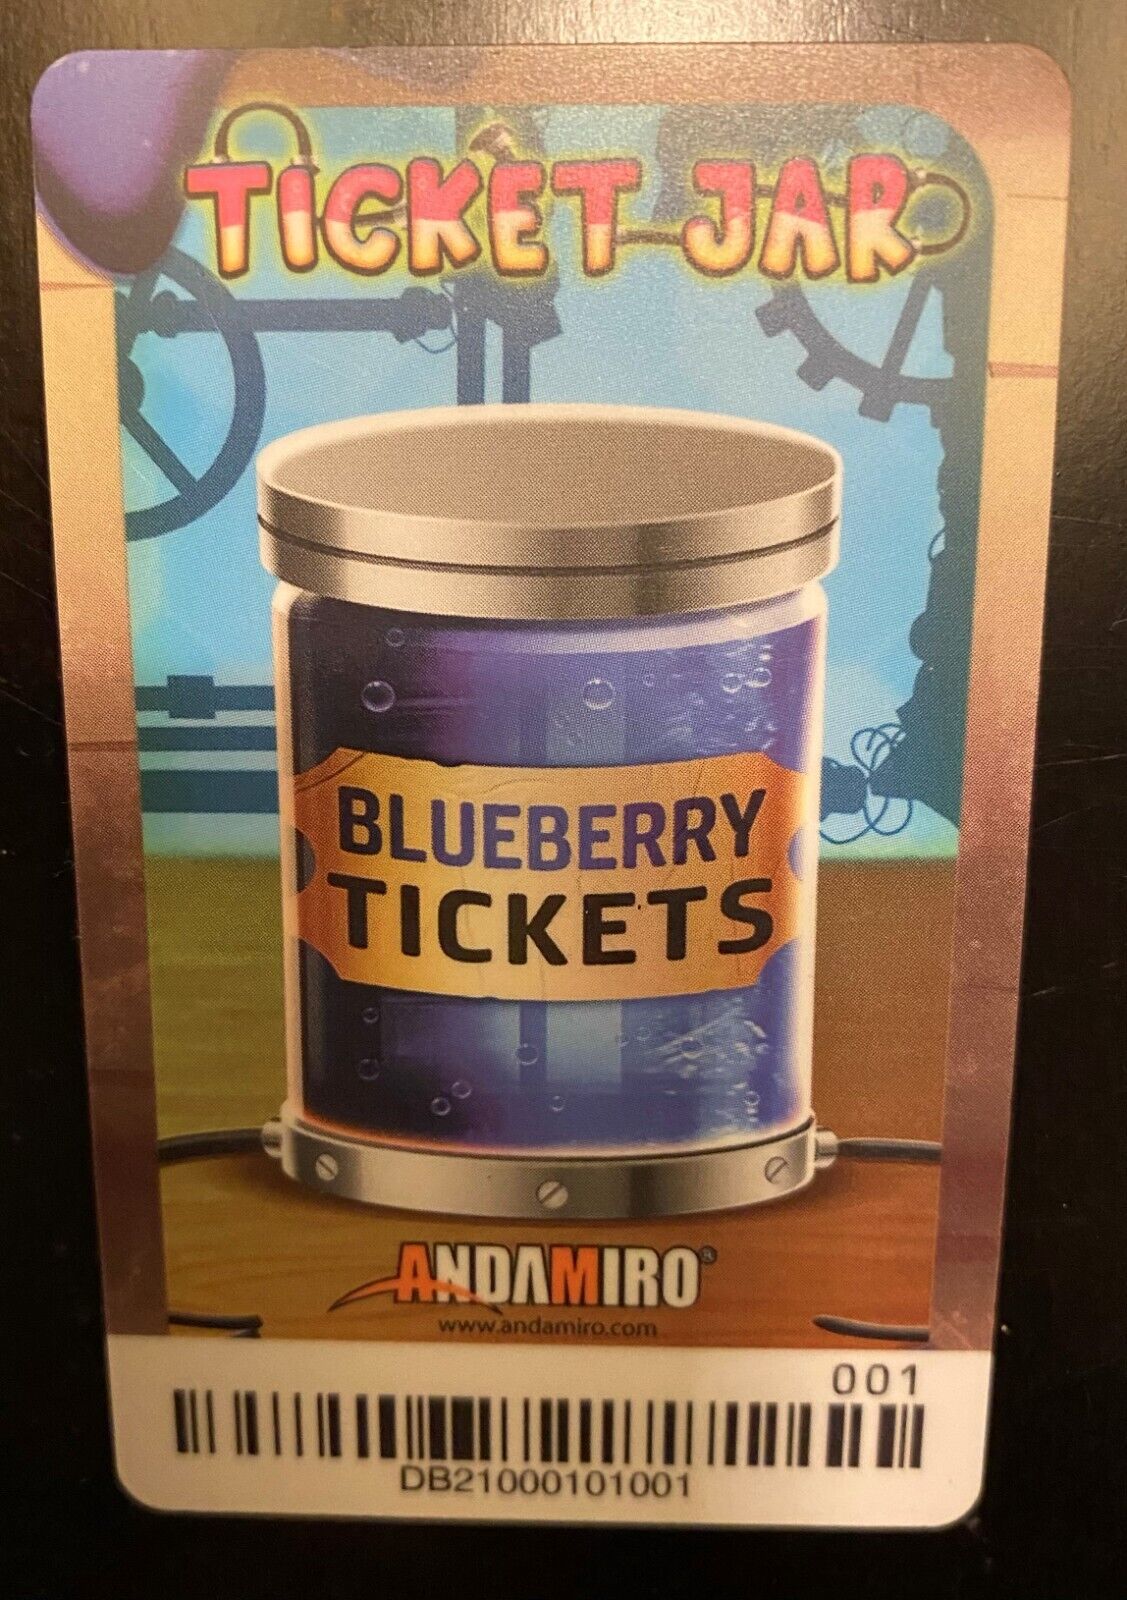 TICKET JAR
BLUEBERRY
TICKETS
ANDAMIRO®
www.andamiro.com
001
DB21000101001